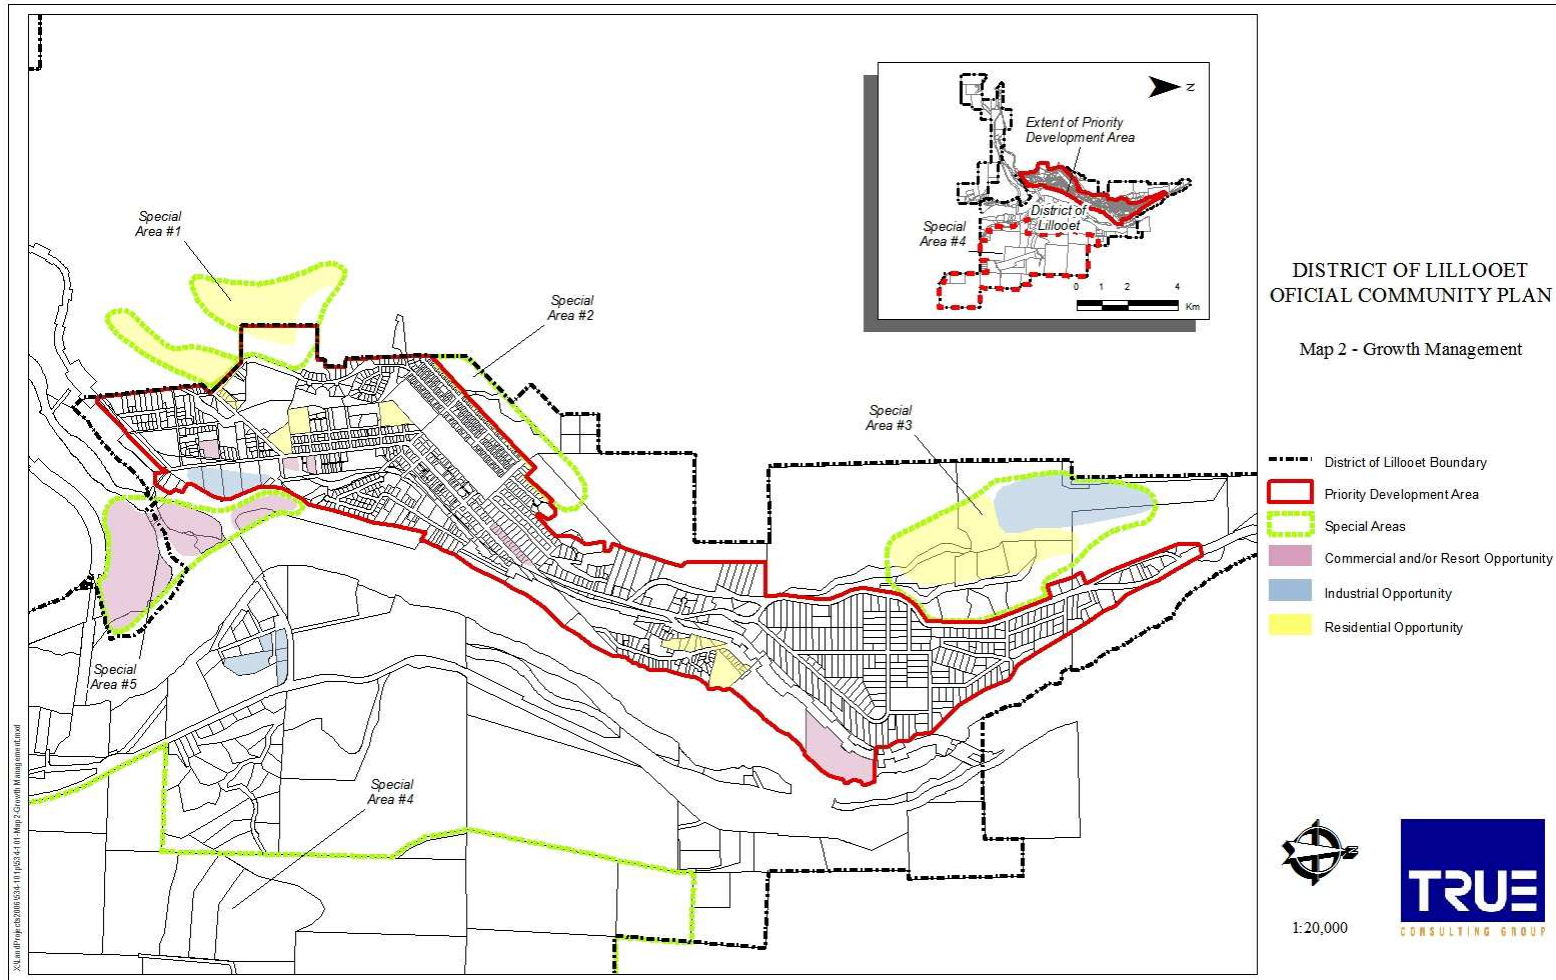 Special
Area #1
Special
Area #2
Special
Area #3
Special
Area #5
Special
Area #4
Extent of Priority
Development Area
District of
Lillooet
Special
Area #4
N
0 1 2 4
Km
DISTRICT OF LILLOOET
OFICIAL COMMUNITY PLAN
Map 2 - Growth Management
District of Lillooet Boundary
Priority Development Area
Special Areas
Commercial and/or Resort Opportunity
Industrial Opportunity
Residential Opportunity
N
1:20,000
TRUE
CONSULTING GROUP